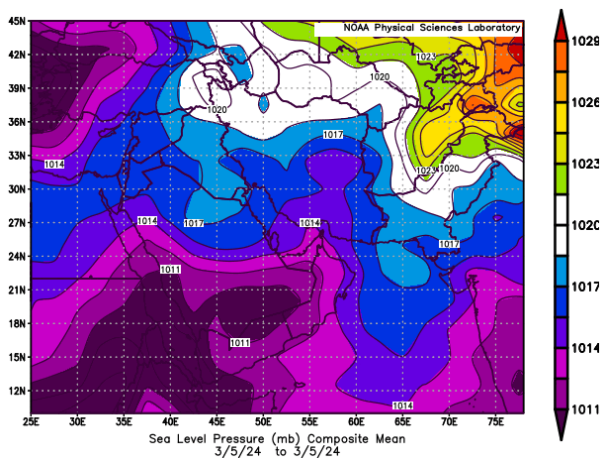 NOAA Physical Sciences Laboratory
45N
42N
39N
36N
33N
30N
27N
24N
21N
18N
15N
12N
1023
1020
1020
1017
1014
1023
1020
1014
1014
1017
1017
1011
1011
1014
25E 30E 35E 40E 45E 50E 55E 60E 65E 70E 75E
1029
1026
1023
1020
1017
1014
1011
Sea Level Pressure (mb) Composite Mean
3/5/24 to 3/5/24